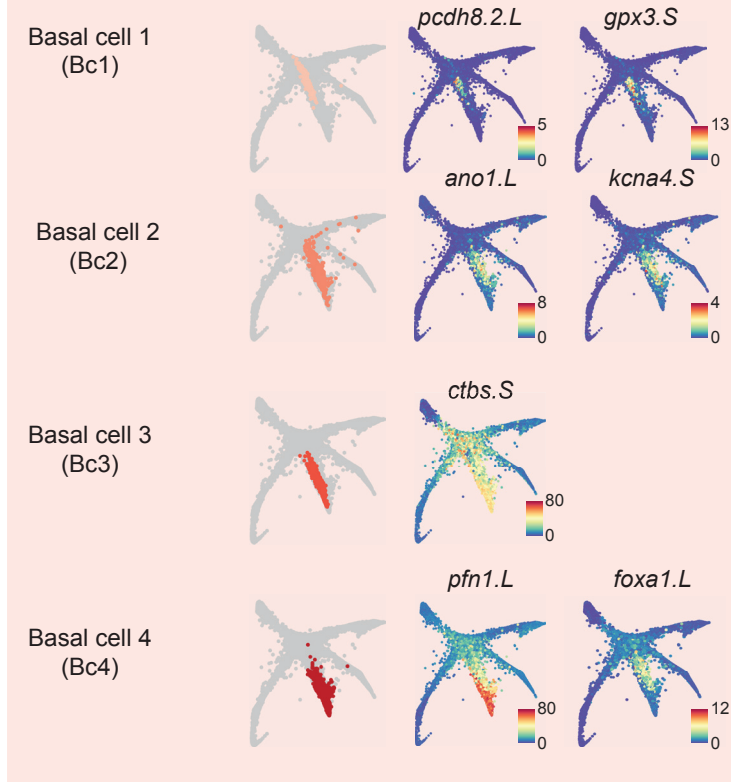 Basal cell 1
(Bc1)
pcdh8.2.L
gpx3.S
5
0
13
0
Basal cell 2
(Bc2)
ano1.L
kcna4.S
8
0
4
0
Basal cell 3
(Bc3)
ctbs.S
80
0
Basal cell 4
(Bc4)
pfn1.L
foxa1.L
80
0
12
0